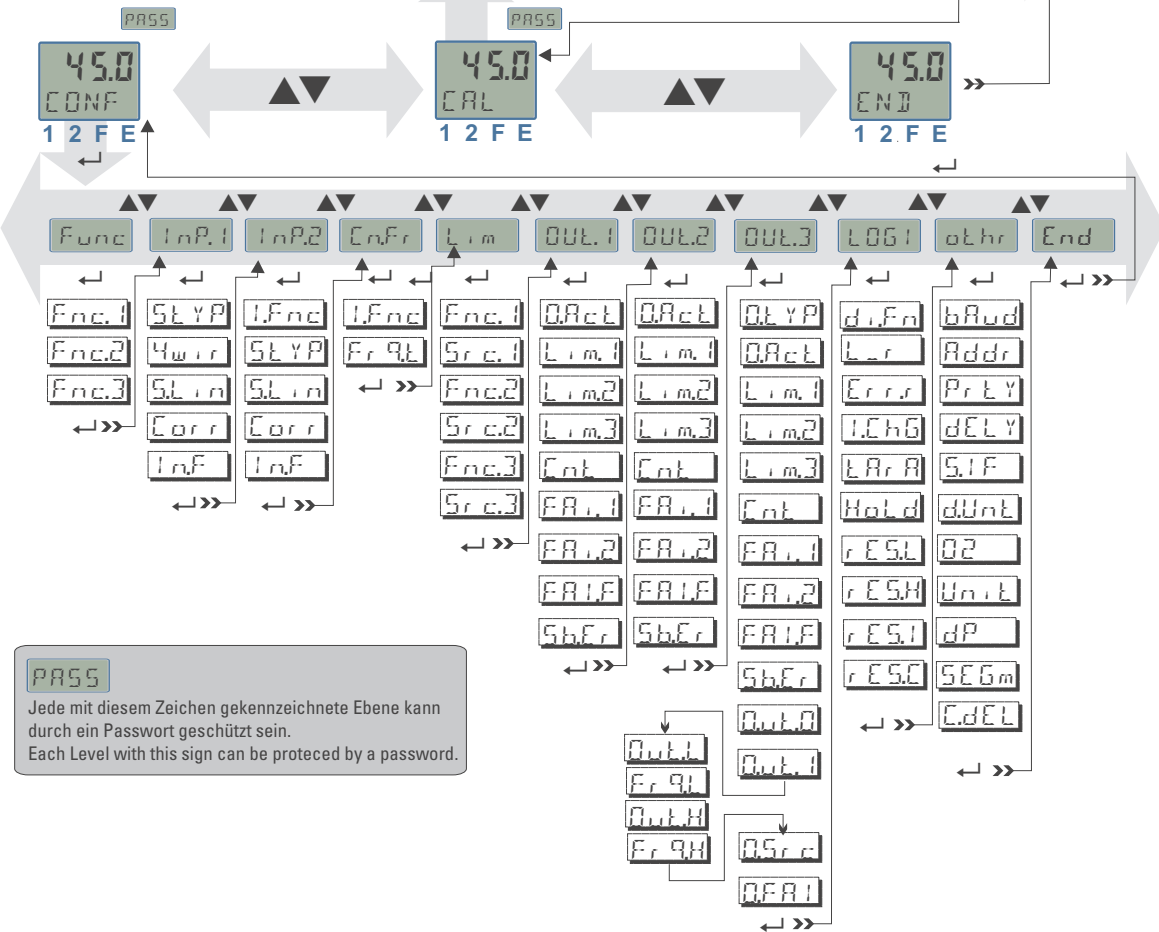 PASS PASS
45.0 45.0 45.0
CONF CAL END
1 2 F E 1 2 F E 1 2 F E
Func InP.1 InP.2 Cn.Fr Lim OUt.1 OUt.2 OUt.3 LOGI othr End
Fnc.1 StYP I.Fnc I.Fnc Fnc.1 O.Act O.Act O.tYP di.Fn bAud
Fnc.2 4wir StYP Frq.t Src.1 Lim.1 Lim.1 O.Act L_r Addr
Fnc.3 S.Lin S.Lin Fnc.2 Lim.2 Lim.2 Lim.1 Err.r PrtY
Corr Corr Src.2 Lim.3 Lim.3 Lim.2 I.ChG dELY
In.F In.F Fnc.3 Cnt Cnt Lim.3 tArA S.IF
Src.3 FAi.1 FAi.1 Cnt HoLd d.Unt
FAi.2 FAi.2 FAi.1 rES.L O2
FAI.F FAI.F FAi.2 rES.H Unit
Sb.Er Sb.Er FAI.F rES.I dP
Sb.Er rES.C SEGm
O.ut.0 C.dEL
O.ut.1
Out.L
Frq.L
Out.H
Frq.H O.Src
O.FAI
PASS
Jede mit diesem Zeichen gekennzeichnete Ebene kann
durch ein Passwort geschützt sein.
Each Level with this sign can be proteced by a password.